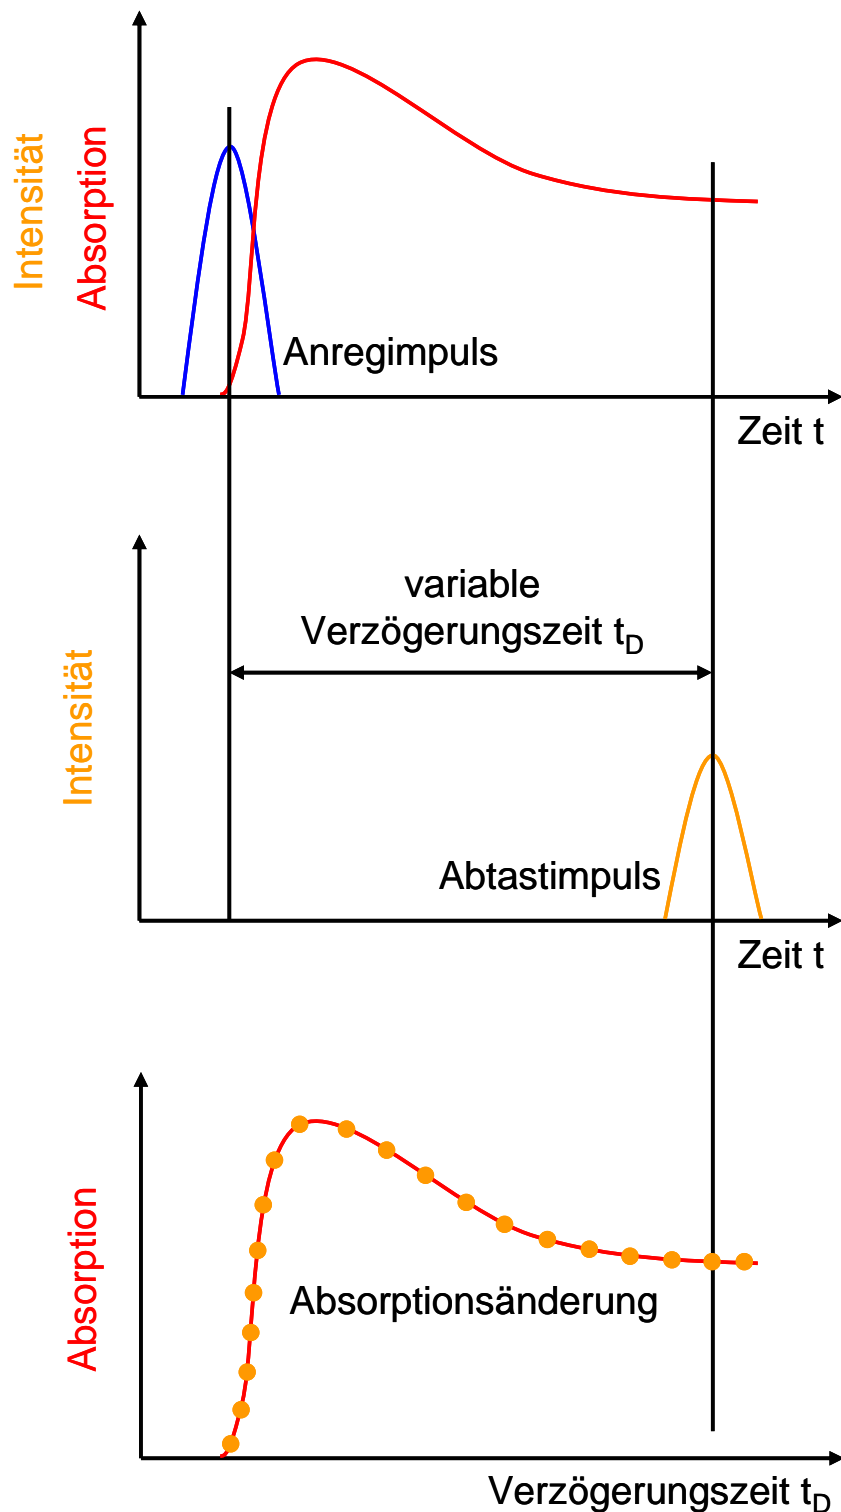 Intensität
Absorption
Anregimpuls
Zeit t
variable
Verzögerungszeit tD
Intensität
Abtastimpuls
Zeit t
Absorption
Absorptionsänderung
Verzögerungszeit tD